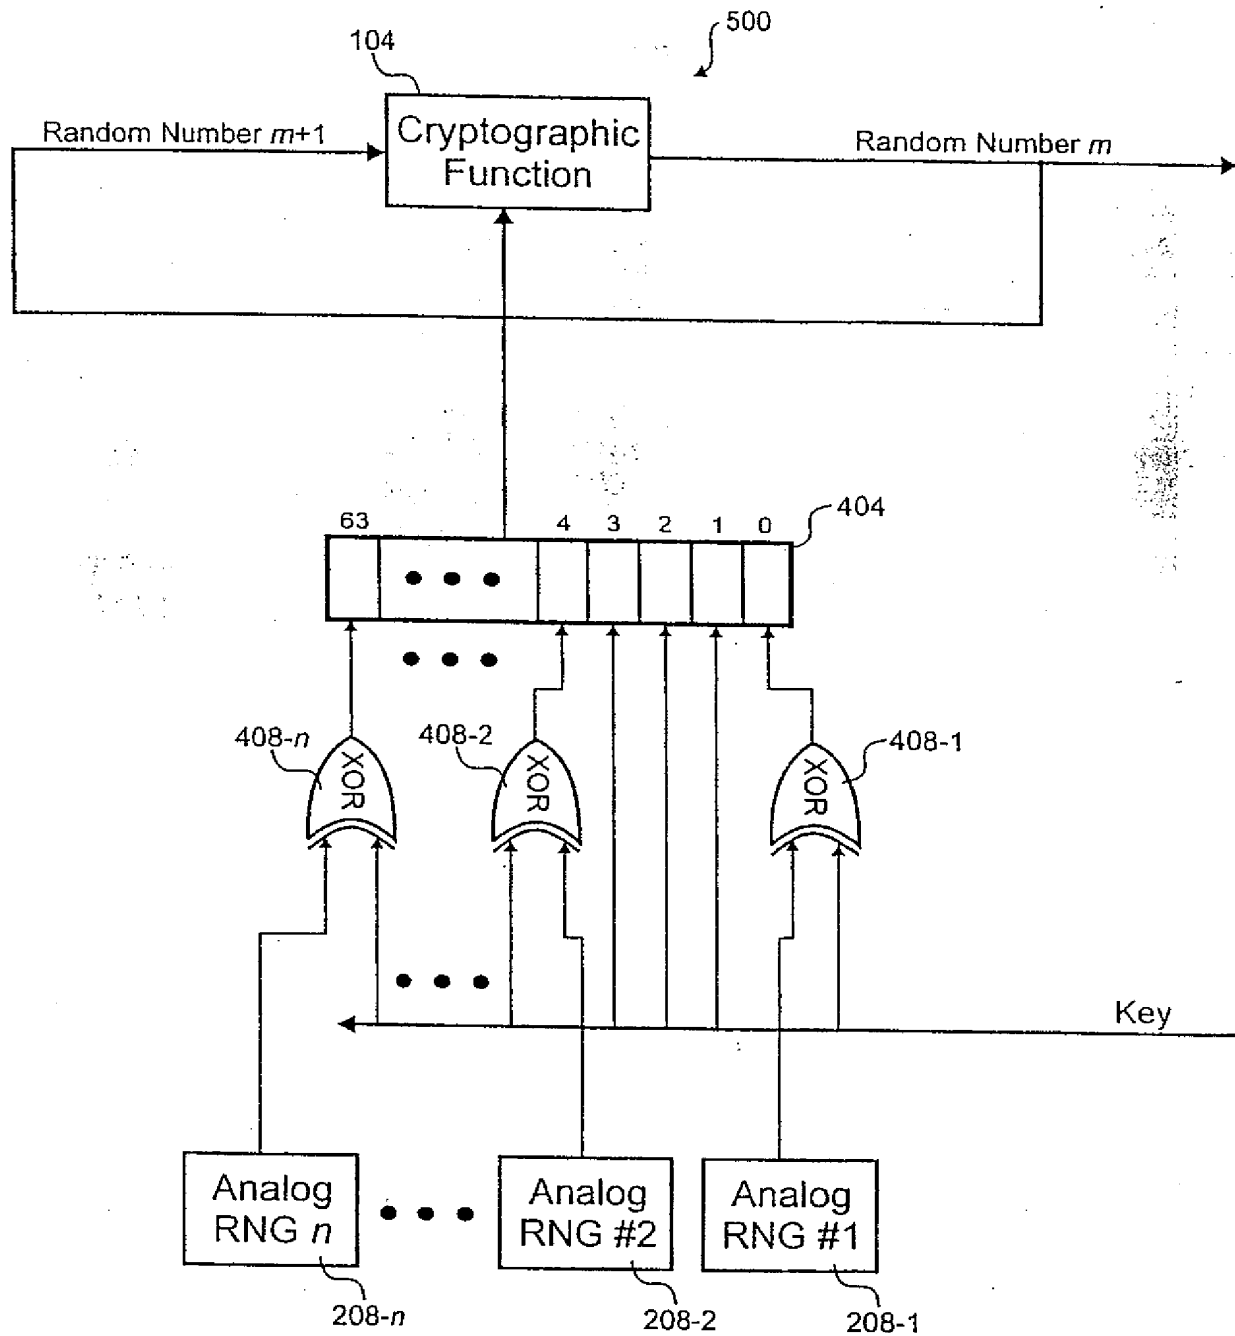 500
104
Random Number m+1
Cryptographic
Function
Random Number m
404
63 4 3 2 1 0
408-n
XOR
408-2
XOR
408-1
XOR
Key
Analog
RNG n
Analog
RNG #2
Analog
RNG #1
208-n
208-2
208-1